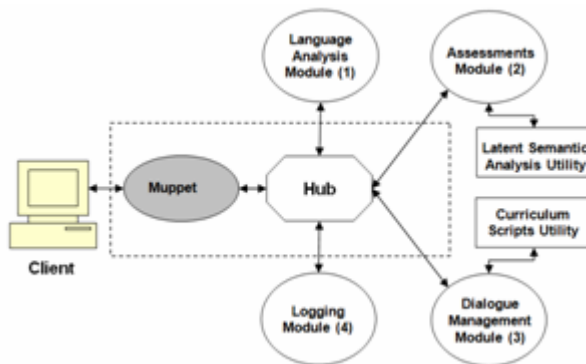 Language
Analysis
Module (1)
Assessments
Module (2)
Latent Semantic
Analysis Utility
Muppet
Hub
Curriculum
Scripts Utility
Client
Logging
Module (4)
Dialogue
Management
Module (3)